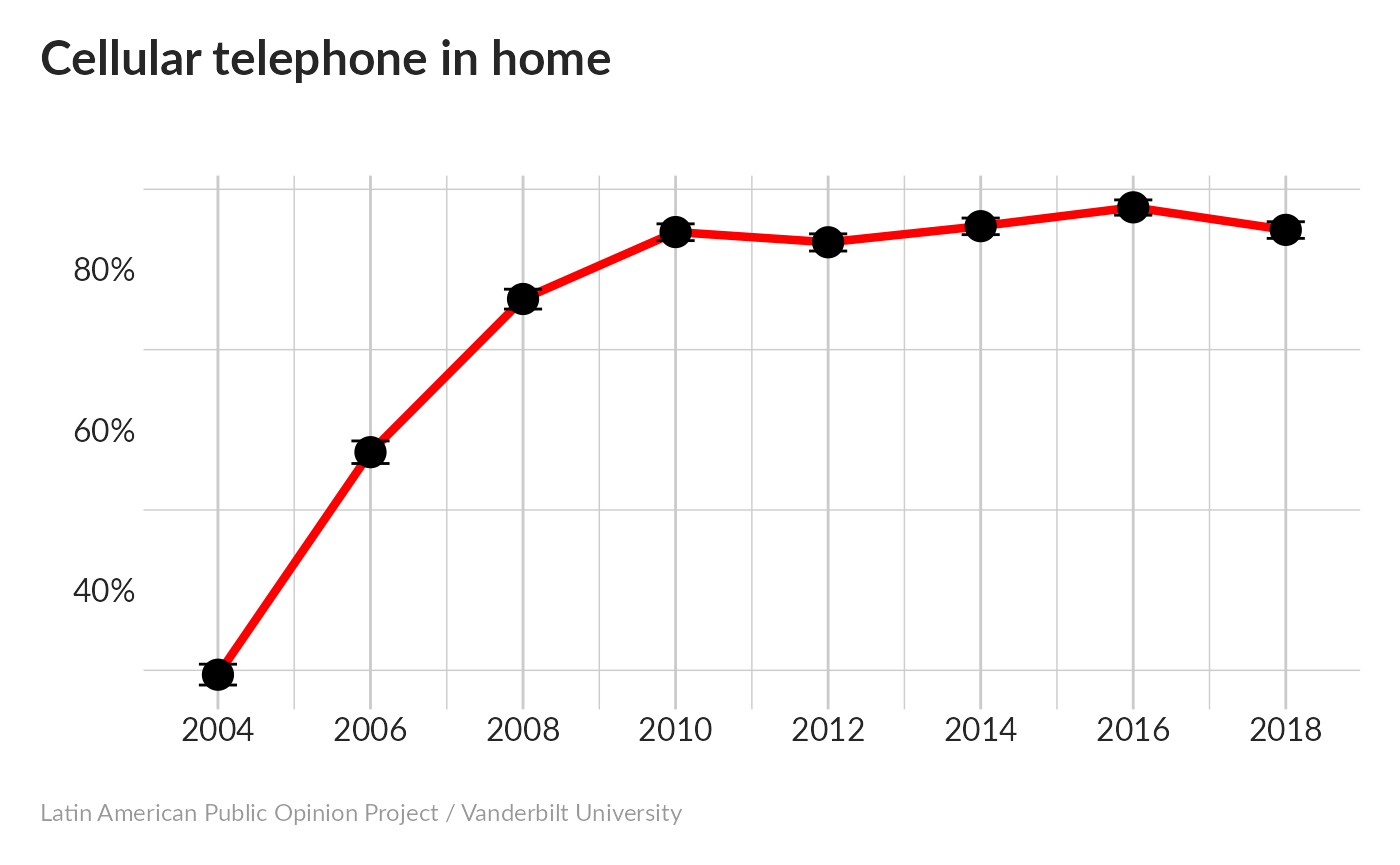 Cellular telephone in home
80%
60%
40%
2004 2006 2008 2010 2012 2014 2016 2018
Latin American Public Opinion Project / Vanderbilt University